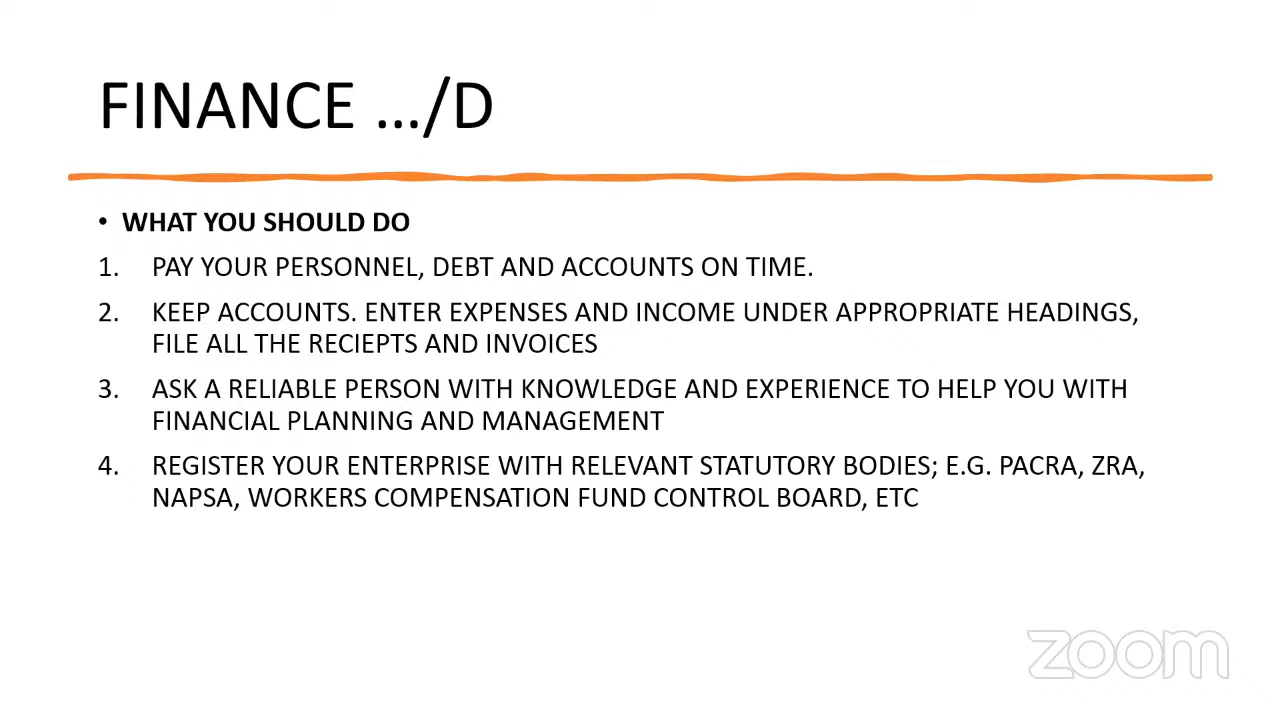 FINANCE …/D
• WHAT YOU SHOULD DO
1. PAY YOUR PERSONNEL, DEBT AND ACCOUNTS ON TIME.
2. KEEP ACCOUNTS. ENTER EXPENSES AND INCOME UNDER APPROPRIATE HEADINGS,
FILE ALL THE RECIEPTS AND INVOICES
3. ASK A RELIABLE PERSON WITH KNOWLEDGE AND EXPERIENCE TO HELP YOU WITH
FINANCIAL PLANNING AND MANAGEMENT
4. REGISTER YOUR ENTERPRISE WITH RELEVANT STATUTORY BODIES; E.G. PACRA, ZRA,
NAPSA, WORKERS COMPENSATION FUND CONTROL BOARD, ETC
zoom